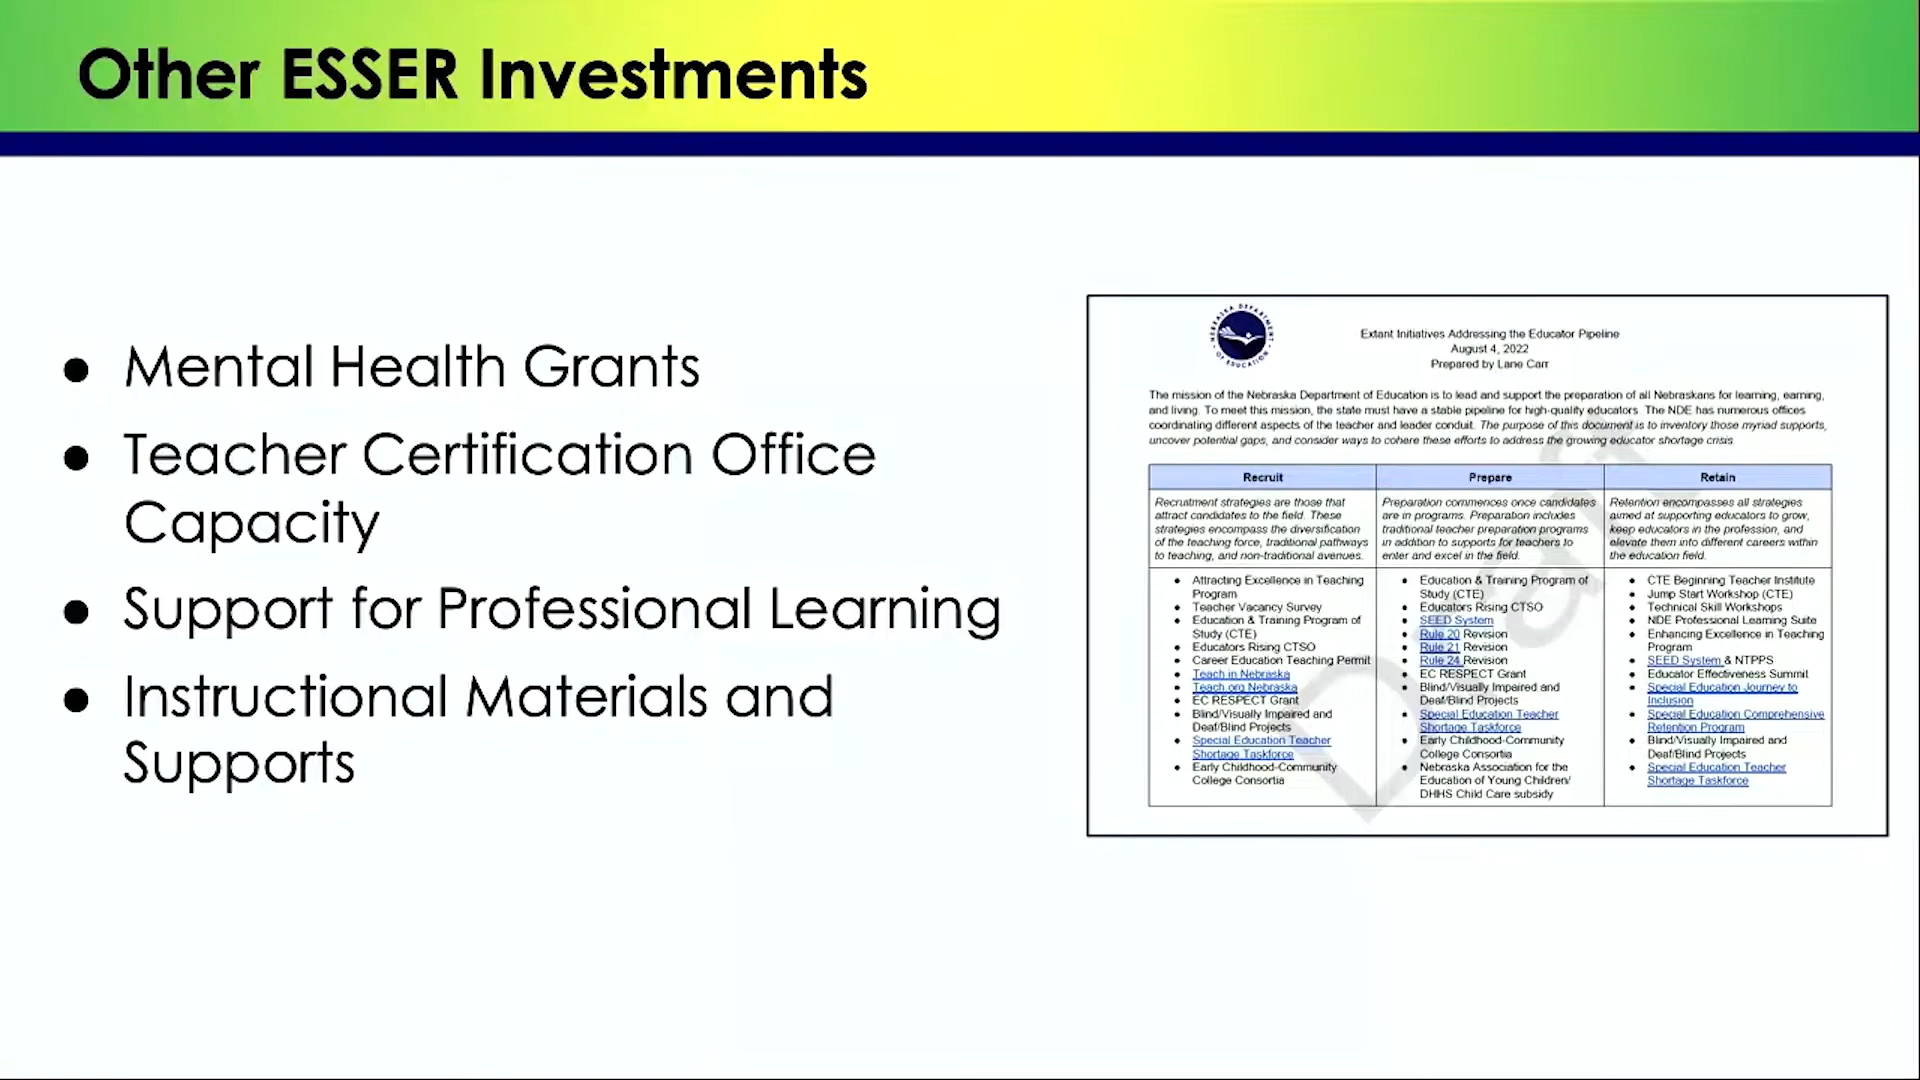 Other ESSER Investments
● Mental Health Grants
● Teacher Certification Office
Capacity
● Support for Professional Learning
● Instructional Materials and
Supports
NEBRASKA DEPARTMENT OF EDUCATION
Extant Initiatives Addressing the Educator Pipeline
August 4, 2022
Prepared by Lane Carr
The mission of the Nebraska Department of Education is to lead and support the preparation of all Nebraskans for learning, earning,
and living. To meet this mission, the state must have a stable pipeline for high-quality educators. The NDE has numerous offices
coordinating different aspects of the teacher and leader conduit. The purpose of this document is to inventory those myriad supports,
uncover potential gaps, and consider ways to cohere these efforts to address the growing educator shortage crisis
Recruit
Recruitment strategies are those that
attract candidates to the field. These
strategies encompass the diversification
of the teaching force, traditional pathways
to teaching, and non-traditional avenues.
● Attracting Excellence in Teaching
Program
● Teacher Vacancy Survey
● Education & Training Program of
Study (CTE)
● Educators Rising CTSO
● Career Education Teaching Permit
● Teach in Nebraska
● Teach.org Nebraska
● EC RESPECT Grant
● Blind/Visually Impaired and
Deaf/Blind Projects
● Special Education Teacher
Shortage Taskforce
● Early Childhood-Community
College Consortia
Prepare
Preparation commences once candidates
are in programs. Preparation includes
traditional teacher preparation programs
in addition to supports for teachers to
enter and excel in the field.
● Education & Training Program of
Study (CTE)
● Educators Rising CTSO
● SEED System
● Rule 20 Revision
● Rule 21 Revision
● Rule 24 Revision
● EC RESPECT Grant
● Blind/Visually Impaired and
Deaf/Blind Projects
● Special Education Teacher
Shortage Taskforce
● Early Childhood-Community
College Consortia
● Nebraska Association for the
Education of Young Children/
DHHS Child Care subsidy
Retain
Retention encompasses all strategies
aimed at supporting educators to grow,
keep educators in the profession, and
elevate them into different careers within
the education field.
● CTE Beginning Teacher Institute
● Jump Start Workshop (CTE)
● Technical Skill Workshops
● NDE Professional Learning Suite
● Enhancing Excellence in Teaching
Program
● SEED System & NTPPS
● Educator Effectiveness Summit
● Special Education Journey to
Inclusion
● Special Education Comprehensive
Retention Program
● Blind/Visually Impaired and
Deaf/Blind Projects
● Special Education Teacher
Shortage Taskforce
Draft